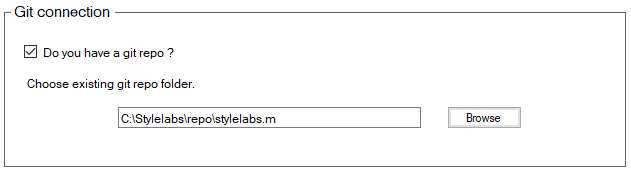 Git connection
Do you have a git repo ?
Choose existing git repo folder.
C:\Stylelabs\repo\stylelabs.m
Browse